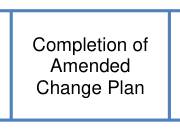 Completion of
Amended
Change Plan